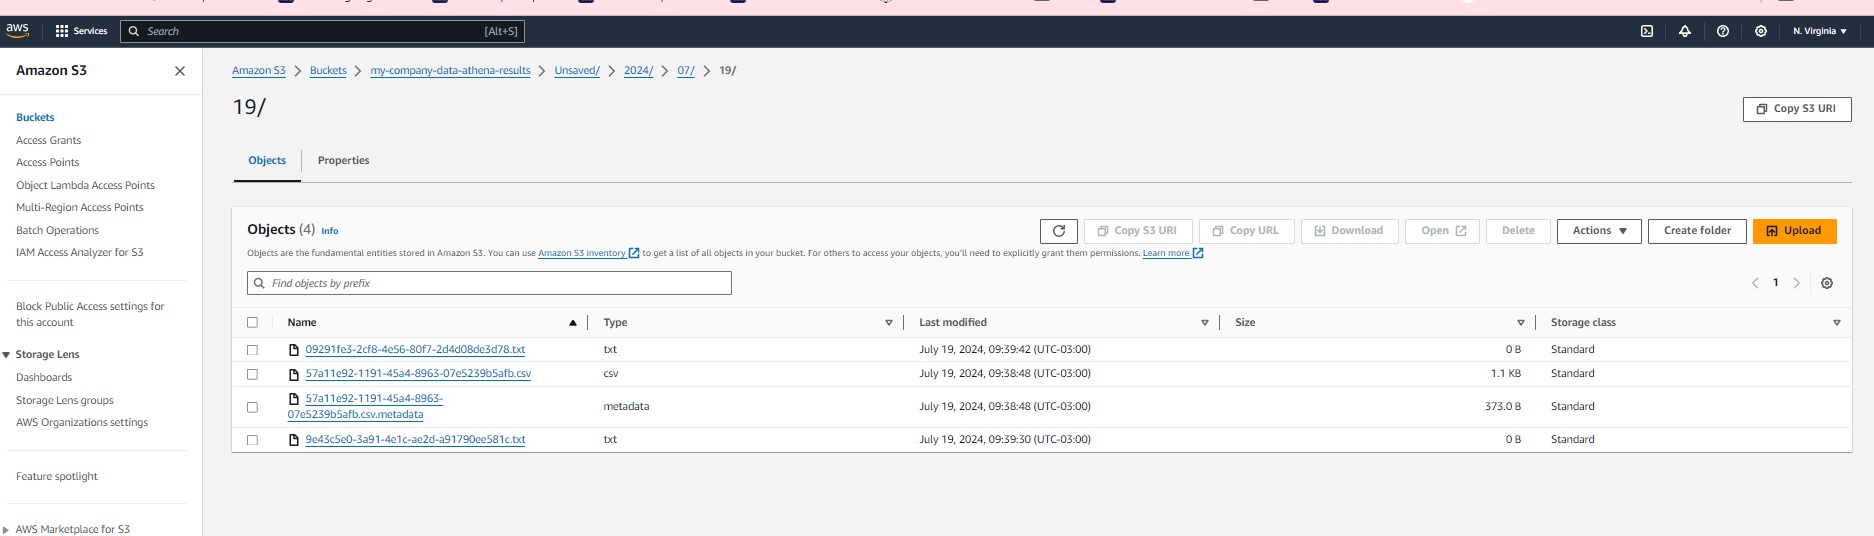 aws
Services
Search
[Alt+S]
N. Virginia
Amazon S3
Buckets
Access Grants
Access Points
Object Lambda Access Points
Multi-Region Access Points
Batch Operations
IAM Access Analyzer for S3
Block Public Access settings for
this account
Storage Lens
Dashboards
Storage Lens groups
AWS Organizations settings
Feature spotlight
AWS Marketplace for S3
Amazon S3 > Buckets > my-company-data-athena-results > Unsaved/ > 2024/ > 07/ > 19/
19/
Copy S3 URI
Objects
Properties
Objects (4) Info
Copy S3 URI
Copy URL
Download
Open
Delete
Actions
Create folder
Upload
Objects are the fundamental entities stored in Amazon S3. You can use Amazon S3 inventory to get a list of all objects in your bucket. For others to access your objects, you'll need to explicitly grant them permissions. Learn more
Find objects by prefix
1
Name Type Last modified Size Storage class
09291fe3-2cf8-4e56-80f7-2d4d08de3d78.txt txt July 19, 2024, 09:39:42 (UTC-03:00) 0 B Standard
57a11e92-1191-45a4-8963-07e5239b5afb.csv csv July 19, 2024, 09:38:48 (UTC-03:00) 1.1 KB Standard
57a11e92-1191-45a4-8963-
07e5239b5afb.csv.metadata metadata July 19, 2024, 09:38:48 (UTC-03:00) 373.0 B Standard
9e43c5e0-3a91-4e1c-ae2d-a91790ee581c.txt txt July 19, 2024, 09:39:30 (UTC-03:00) 0 B Standard